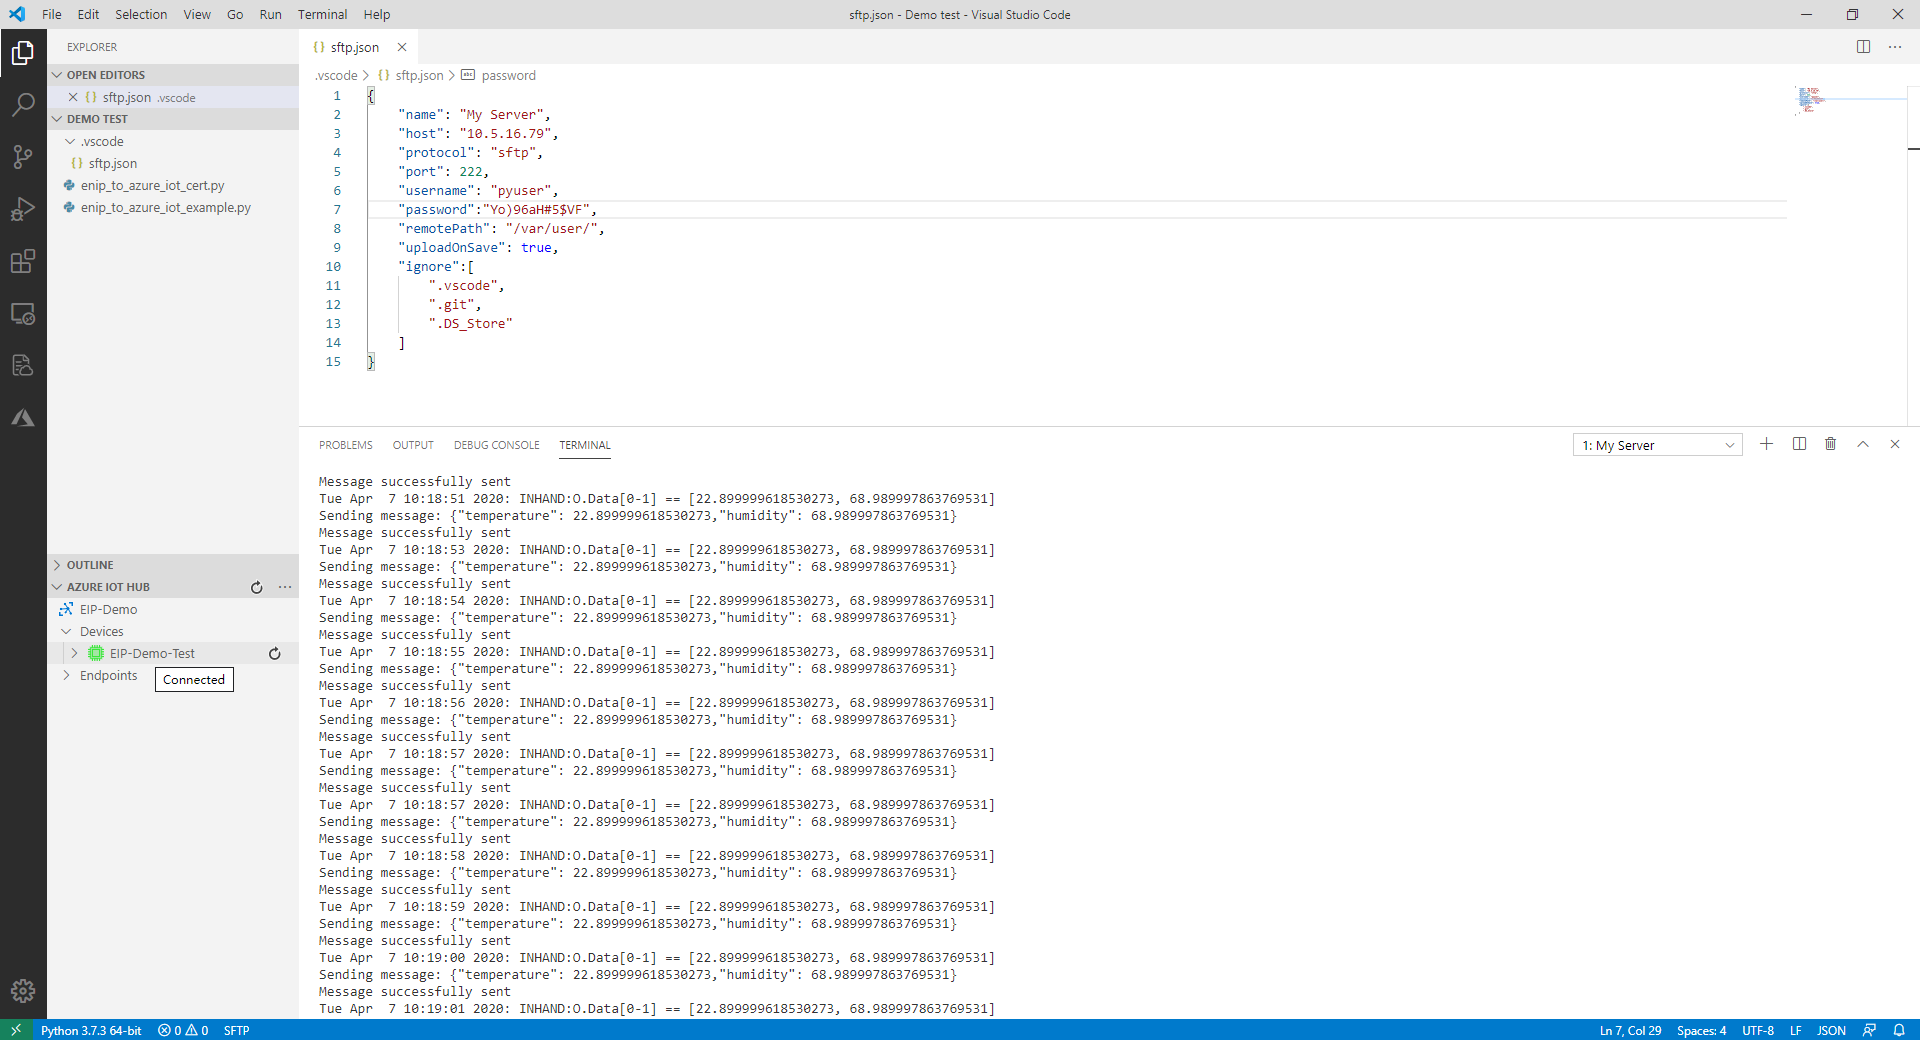 File Edit Selection View Go Run Terminal Help
sftp.json - Demo test - Visual Studio Code
EXPLORER
OPEN EDITORS
sftp.json .vscode
DEMO TEST
.vscode
sftp.json
enip_to_azure_iot_cert.py
enip_to_azure_iot_example.py
OUTLINE
AZURE IOT HUB
EIP-Demo
Devices
EIP-Demo-Test
Endpoints
Connected
sftp.json
.vscode > {} sftp.json > abc password
1 {
2 "name": "My Server",
3 "host": "10.5.16.79",
4 "protocol": "sftp",
5 "port": 222,
6 "username": "pyuser",
7 "password":"Yo)96aH#5$VF",
8 "remotePath": "/var/user/",
9 "uploadOnSave": true,
10 "ignore":[
11 ".vscode",
12 ".git",
13 ".DS_Store"
14 ]
15 }
PROBLEMS OUTPUT DEBUG CONSOLE TERMINAL
1: My Server
Message successfully sent
Tue Apr  7 10:18:51 2020: INHAND:O.Data[0-1] == [22.899999618530273, 68.989997863769531]
Sending message: {"temperature": 22.899999618530273,"humidity": 68.989997863769531}
Message successfully sent
Tue Apr  7 10:18:53 2020: INHAND:O.Data[0-1] == [22.899999618530273, 68.989997863769531]
Sending message: {"temperature": 22.899999618530273,"humidity": 68.989997863769531}
Message successfully sent
Tue Apr  7 10:18:54 2020: INHAND:O.Data[0-1] == [22.899999618530273, 68.989997863769531]
Sending message: {"temperature": 22.899999618530273,"humidity": 68.989997863769531}
Message successfully sent
Tue Apr  7 10:18:55 2020: INHAND:O.Data[0-1] == [22.899999618530273, 68.989997863769531]
Sending message: {"temperature": 22.899999618530273,"humidity": 68.989997863769531}
Message successfully sent
Tue Apr  7 10:18:56 2020: INHAND:O.Data[0-1] == [22.899999618530273, 68.989997863769531]
Sending message: {"temperature": 22.899999618530273,"humidity": 68.989997863769531}
Message successfully sent
Tue Apr  7 10:18:57 2020: INHAND:O.Data[0-1] == [22.899999618530273, 68.989997863769531]
Sending message: {"temperature": 22.899999618530273,"humidity": 68.989997863769531}
Message successfully sent
Tue Apr  7 10:18:57 2020: INHAND:O.Data[0-1] == [22.899999618530273, 68.989997863769531]
Sending message: {"temperature": 22.899999618530273,"humidity": 68.989997863769531}
Message successfully sent
Tue Apr  7 10:18:58 2020: INHAND:O.Data[0-1] == [22.899999618530273, 68.989997863769531]
Sending message: {"temperature": 22.899999618530273,"humidity": 68.989997863769531}
Message successfully sent
Tue Apr  7 10:18:59 2020: INHAND:O.Data[0-1] == [22.899999618530273, 68.989997863769531]
Sending message: {"temperature": 22.899999618530273,"humidity": 68.989997863769531}
Message successfully sent
Tue Apr  7 10:19:00 2020: INHAND:O.Data[0-1] == [22.899999618530273, 68.989997863769531]
Sending message: {"temperature": 22.899999618530273,"humidity": 68.989997863769531}
Message successfully sent
Tue Apr  7 10:19:01 2020: INHAND:O.Data[0-1] == [22.899999618530273, 68.989997863769531]
Python 3.7.3 64-bit 0 0 SFTP
Ln 7, Col 29 Spaces: 4 UTF-8 LF JSON